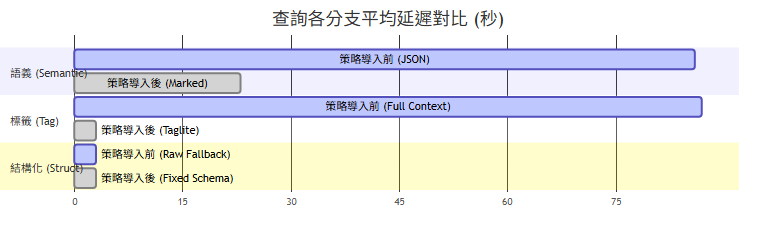 查詢各分支平均延遲對比 (秒)
語義 (Semantic)
策略導入前 (JSON)
策略導入後 (Marked)
標籤 (Tag)
策略導入前 (Full Context)
策略導入後 (Taglite)
結構化 (Struct)
策略導入前 (Raw Fallback)
策略導入後 (Fixed Schema)
0 15 30 45 60 75